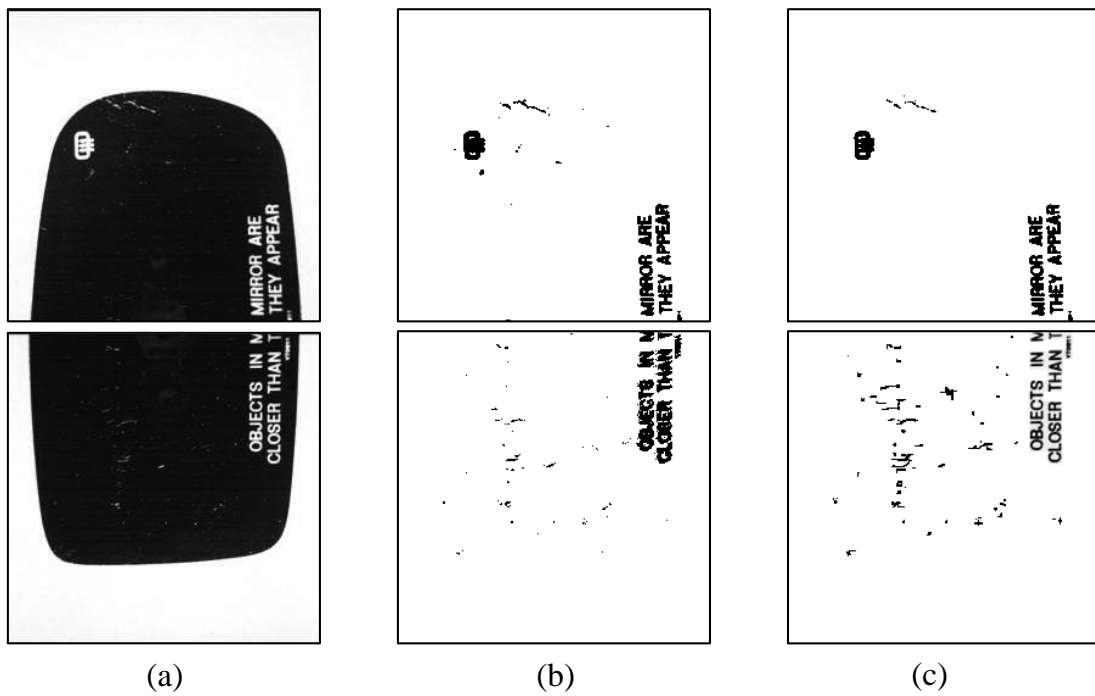 MIRROR ARE
THEY APPEAR
MIRROR ARE
THEY APPEAR
MIRROR ARE
THEY APPEAR
OBJECTS IN M
CLOSER THAN T
OBJECTS IN M
CLOSER THAN T
OBJECTS IN M
CLOSER THAN T
(a)
(b)
(c)